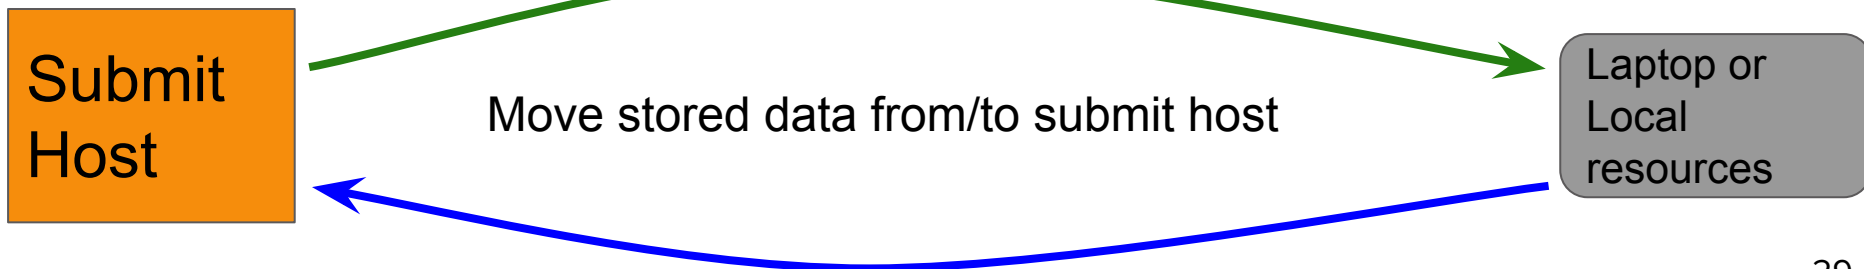 Submit
Host
Move stored data from/to submit host
Laptop or
Local
resources